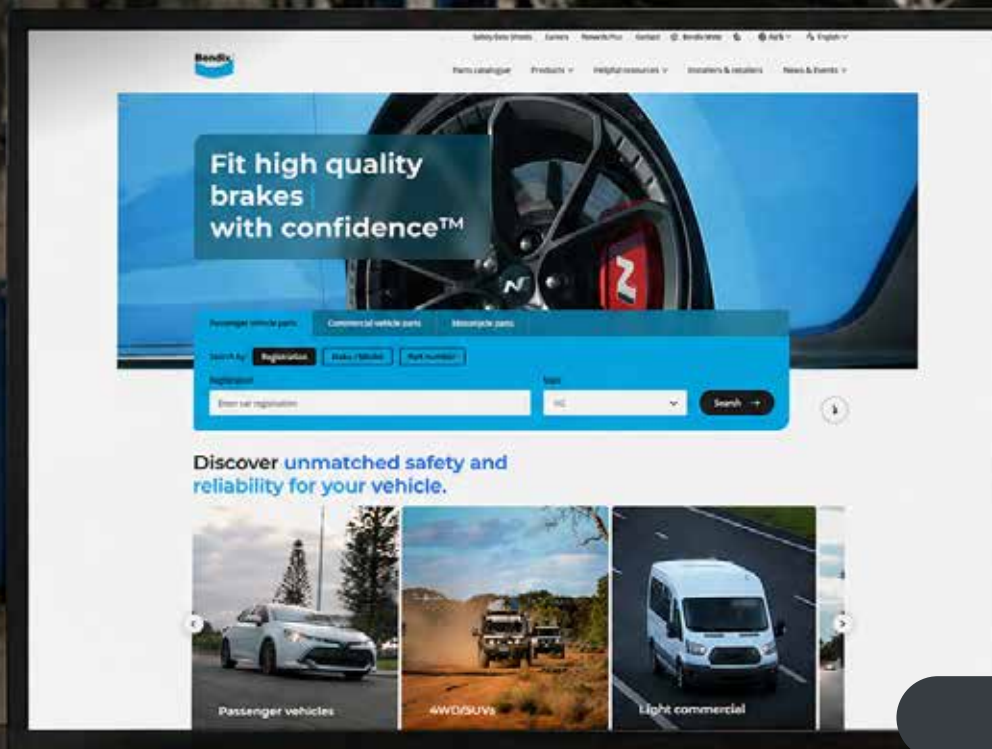 Safety Data Sheets Careers Rewards Plus Contact
Bendix
Parts catalogue Products Helpful resources Installers & retailers News & Events
Fit high quality
brakes
with confidence™
N
N
Passenger vehicle parts Commercial vehicle parts Motorcycle parts
Search by: Registration Make / Model Part number
Registration State
Enter car registration VIC Search →
Discover unmatched safety and
reliability for your vehicle.
Passenger vehicles 4WD/SUVs Light commercial